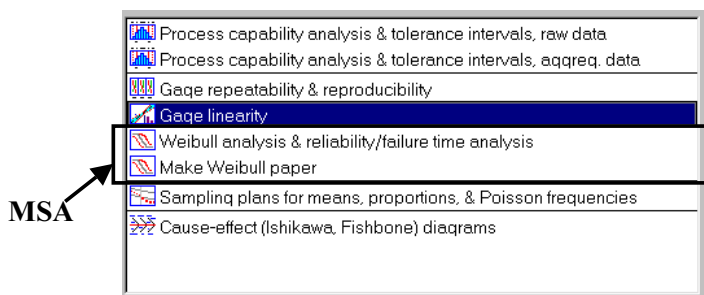 Process capability analysis & tolerance intervals, raw data
Process capability analysis & tolerance intervals, aggreg. data
Gage repeatability & reproducibility
Gage linearity
Weibull analysis & reliability/failure time analysis
Make Weibull paper
Sampling plans for means, proportions, & Poisson frequencies
Cause-effect (Ishikawa, Fishbone) diagrams
MSA